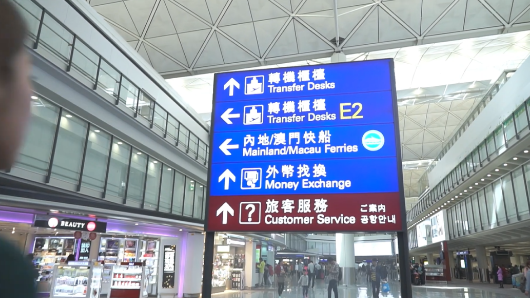 轉機櫃檯
Transfer Desks
轉機櫃檯
Transfer Desks E2
內地/澳門快船
Mainland/Macau Ferries
外幣找換
Money Exchange
旅客服務 ご案内
Customer Service 공항안내
BEAUTY